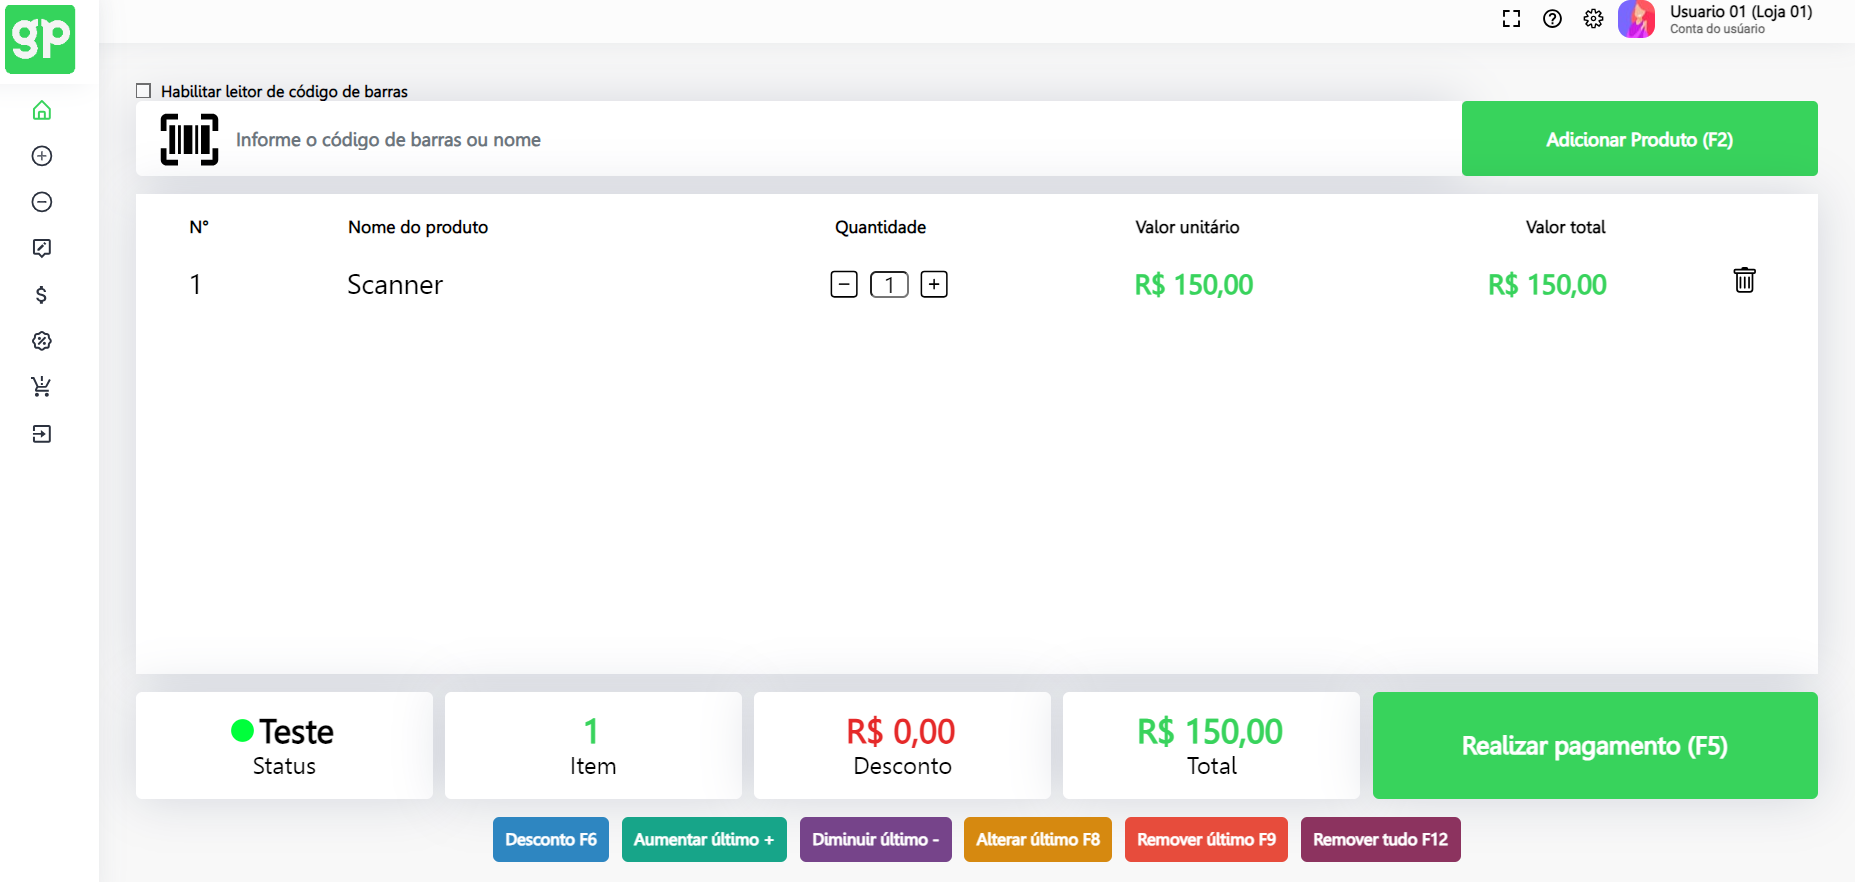 gp
Usuario 01 (Loja 01)
Conta do usúario
Habilitar leitor de código de barras
Informe o código de barras ou nome
Adicionar Produto (F2)
N° Nome do produto Quantidade Valor unitário Valor total
1 Scanner − 1 + R$ 150,00 R$ 150,00
Teste
Status
1
Item
R$ 0,00
Desconto
R$ 150,00
Total
Realizar pagamento (F5)
Desconto F6 Aumentar último + Diminuir último - Alterar último F8 Remover último F9 Remover tudo F12